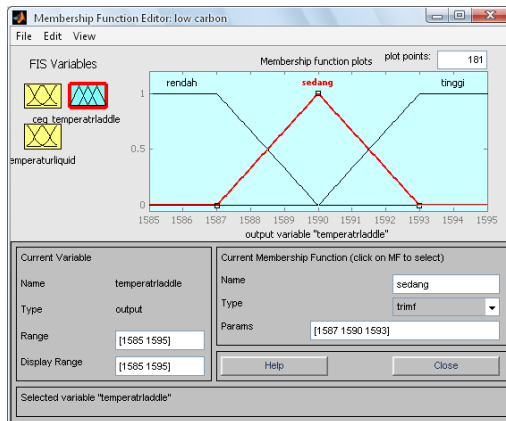 Membership Function Editor: low carbon
File Edit View
FIS Variables
ceq temperatrladdle
emperaturliquid
Membership function plots
plot points:
181
rendah
sedang
tinggi
1
0.5
0
1585 1586 1587 1588 1589 1590 1591 1592 1593 1594 1595
output variable "temperatrladdle"
Current Variable
Name temperatrladdle
Type output
Range [1585 1595]
Display Range [1585 1595]
Current Membership Function (click on MF to select)
Name sedang
Type trimf
Params [1587 1590 1593]
Help Close
Selected variable "temperatrladdle"